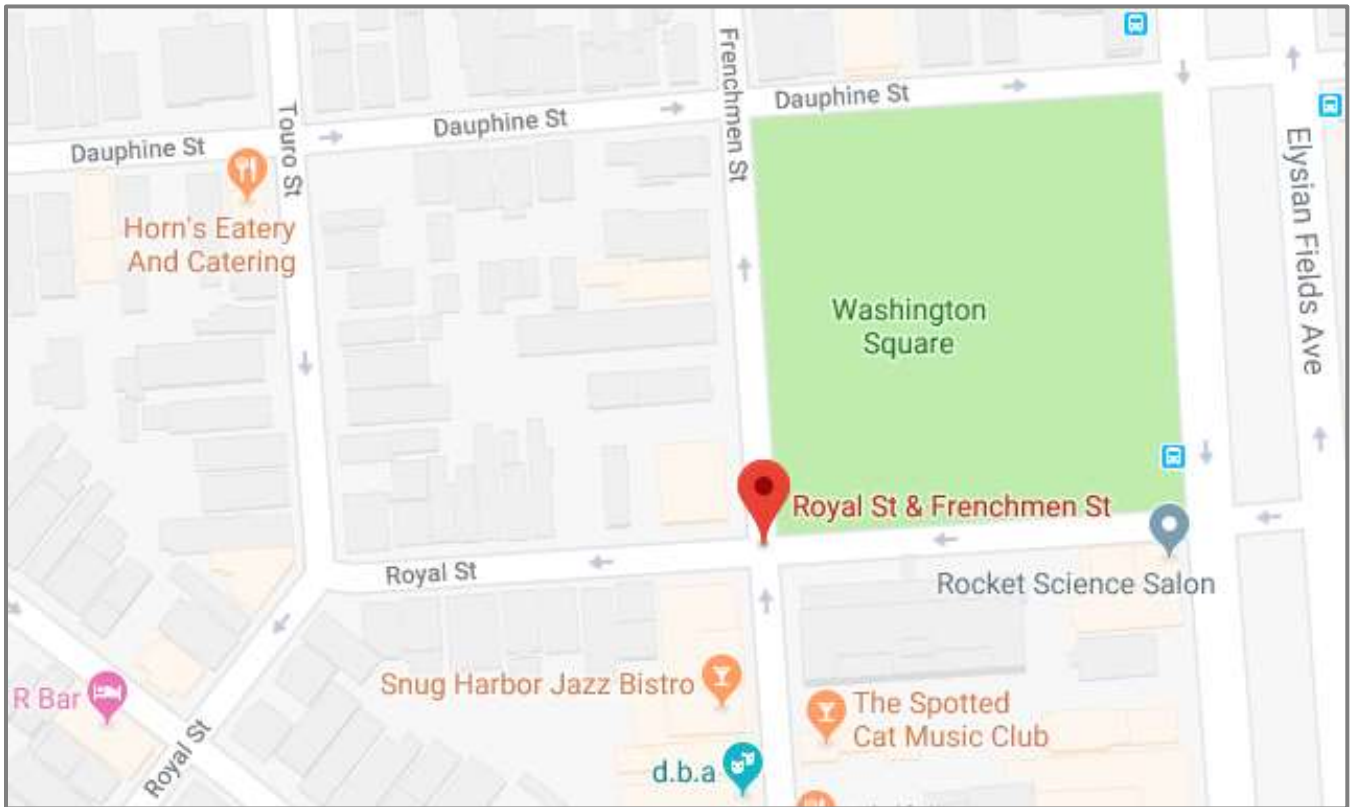 Frenchmen St
Dauphine St
Dauphine St
Dauphine St
Touro St
Elysian Fields Ave
Horn's Eatery
And Catering
Washington
Square
Royal St & Frenchmen St
Royal St
Rocket Science Salon
Snug Harbor Jazz Bistro
R Bar
The Spotted
Cat Music Club
Royal St
d.b.a